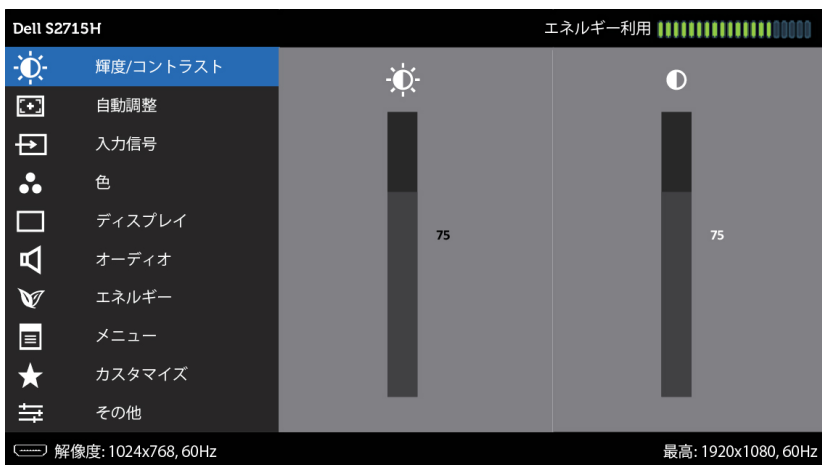 Dell S2715H
エネルギー利用
輝度/コントラスト
自動調整
入力信号
色
ディスプレイ
オーディオ
エネルギー
メニュー
カスタマイズ
その他
75
75
解像度: 1024x768, 60Hz
最高: 1920x1080, 60Hz